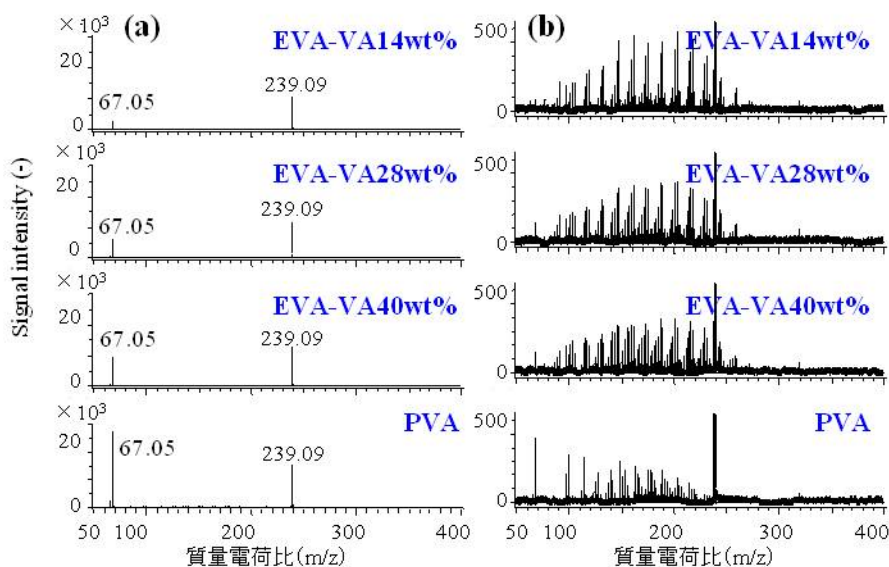 (a)
×10³
EVA-VA14wt%
20
239.09
67.05
0
×10³
EVA-VA28wt%
20
239.09
67.05
0
×10³
EVA-VA40wt%
20
239.09
67.05
0
×10³
PVA
20
67.05
239.09
0
50 100 200 300 400
質量電荷比(m/z)
Signal intensity (-)
(b)
500
EVA-VA14wt%
0
500
EVA-VA28wt%
0
500
EVA-VA40wt%
0
500
PVA
0
50 100 200 300 400
質量電荷比(m/z)